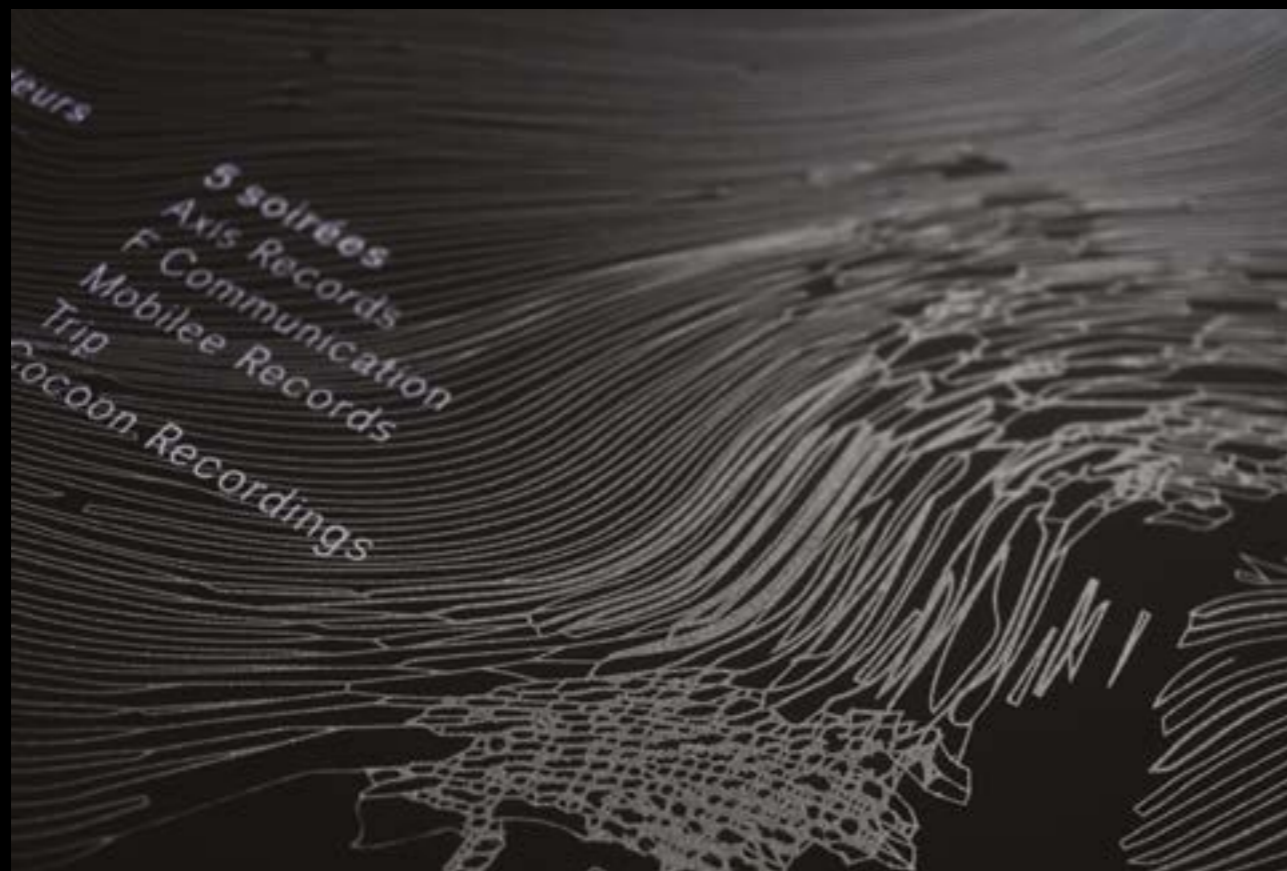 5 soirées
Axis Records
F Communication
Mobilee Records
Trip
Cocoon Recordings